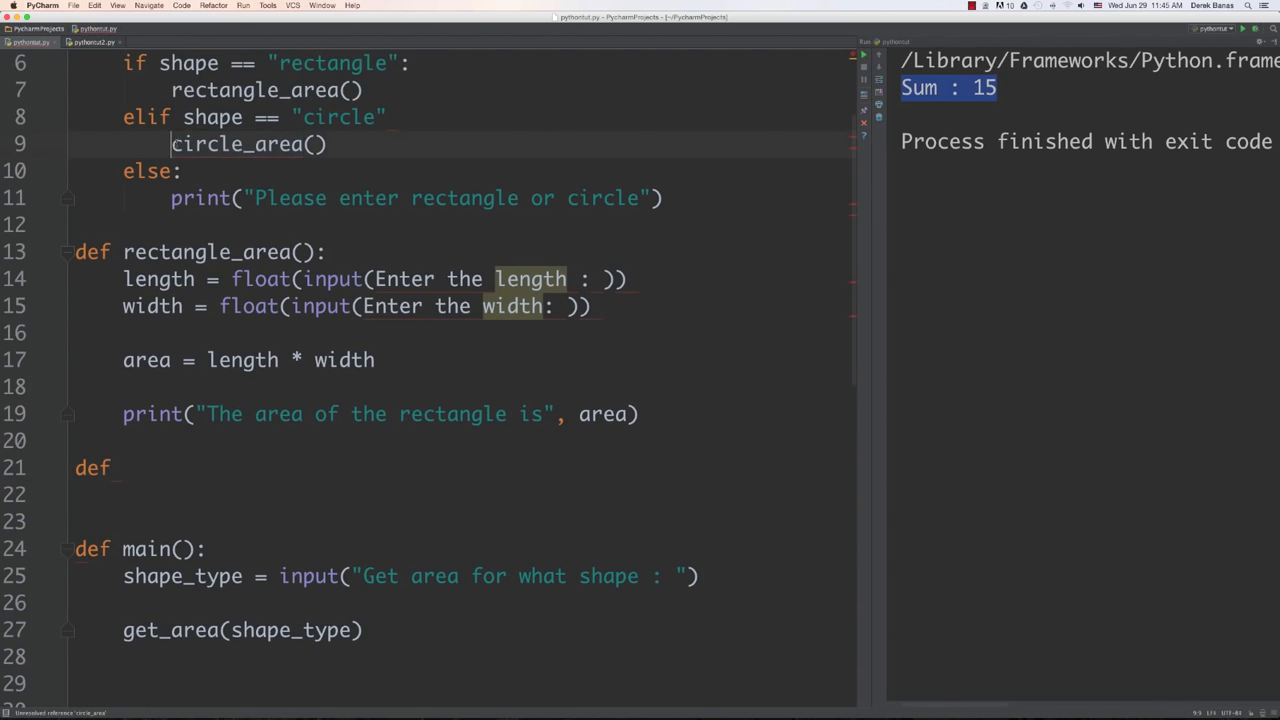 PyCharm File Edit View Navigate Code Refactor Run Tools VCS Window Help
10 Wed Jun 29 11:45 AM Derek Banas
pythontut.py - PycharmProjects - [~/PycharmProjects]
PycharmProjects pythontut.py
pythontut
pythontut.py pythontut2.py
Run: pythontut
6 if shape == "rectangle":
7 rectangle_area()
8 elif shape == "circle"
9 circle_area()
10 else:
11 print("Please enter rectangle or circle")
12
13 def rectangle_area():
14 length = float(input(Enter the length : ))
15 width = float(input(Enter the width: ))
16
17 area = length * width
18
19 print("The area of the rectangle is", area)
20
21 def
22
23
24 def main():
25 shape_type = input("Get area for what shape : ")
26
27 get_area(shape_type)
28
29
/Library/Frameworks/Python.frame
Sum : 15
Process finished with exit code
Unresolved reference 'circle_area'
9:9 LF÷ UTF-8÷